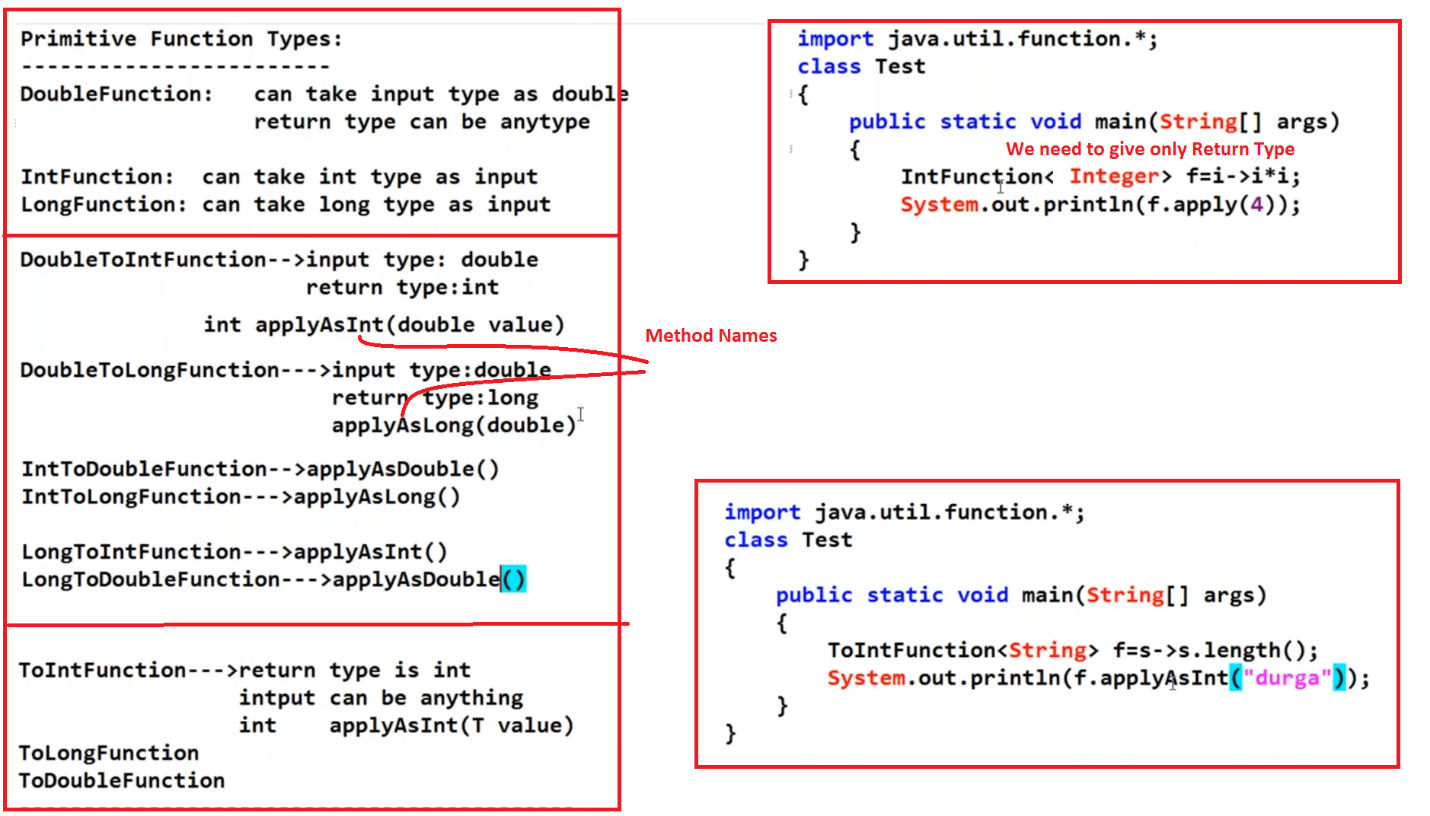 Primitive Function Types:
------------------------
DoubleFunction: can take input type as double
return type can be anytype
IntFunction: can take int type as input
LongFunction: can take long type as input
DoubleToIntFunction-->input type: double
return type:int
int applyAsInt(double value)
DoubleToLongFunction--->input type:double
return type:long
applyAsLong(double)
IntToDoubleFunction-->applyAsDouble()
IntToLongFunction--->applyAsLong()
LongToIntFunction--->applyAsInt()
LongToDoubleFunction--->applyAsDouble()
ToIntFunction--->return type is int
intput can be anything
int applyAsInt(T value)
ToLongFunction
ToDoubleFunction
-------------------------------------------
Method Names
import java.util.function.*;
class Test
{
public static void main(String[] args)
{
We need to give only Return Type
IntFunction< Integer> f=i->i*i;
System.out.println(f.apply(4));
}
}
import java.util.function.*;
class Test
{
public static void main(String[] args)
{
ToIntFunction<String> f=s->s.length();
System.out.println(f.applyAsInt("durga"));
}
}